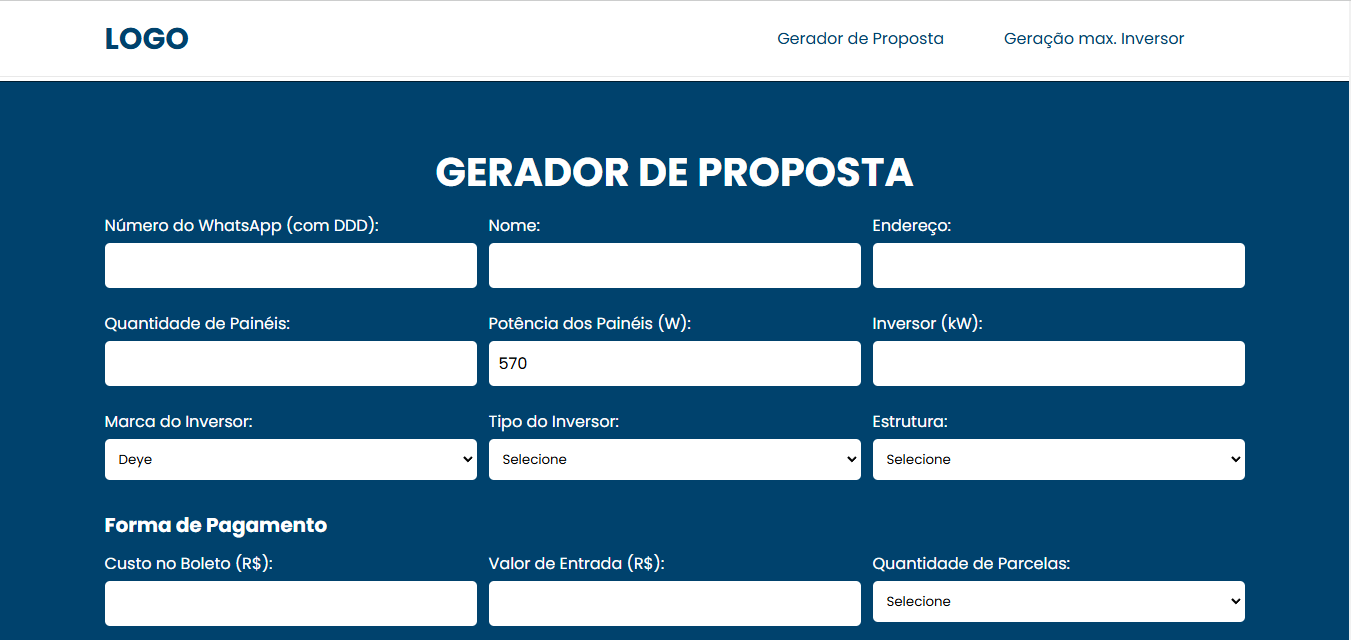 LOGO
Gerador de Proposta
Geração max. Inversor
GERADOR DE PROPOSTA
Número do WhatsApp (com DDD):
Nome:
Endereço:
Quantidade de Painéis:
Potência dos Painéis (W):
570
Inversor (kW):
Marca do Inversor:
Deye
Tipo do Inversor:
Selecione
Estrutura:
Selecione
Forma de Pagamento
Custo no Boleto (R$):
Valor de Entrada (R$):
Quantidade de Parcelas:
Selecione